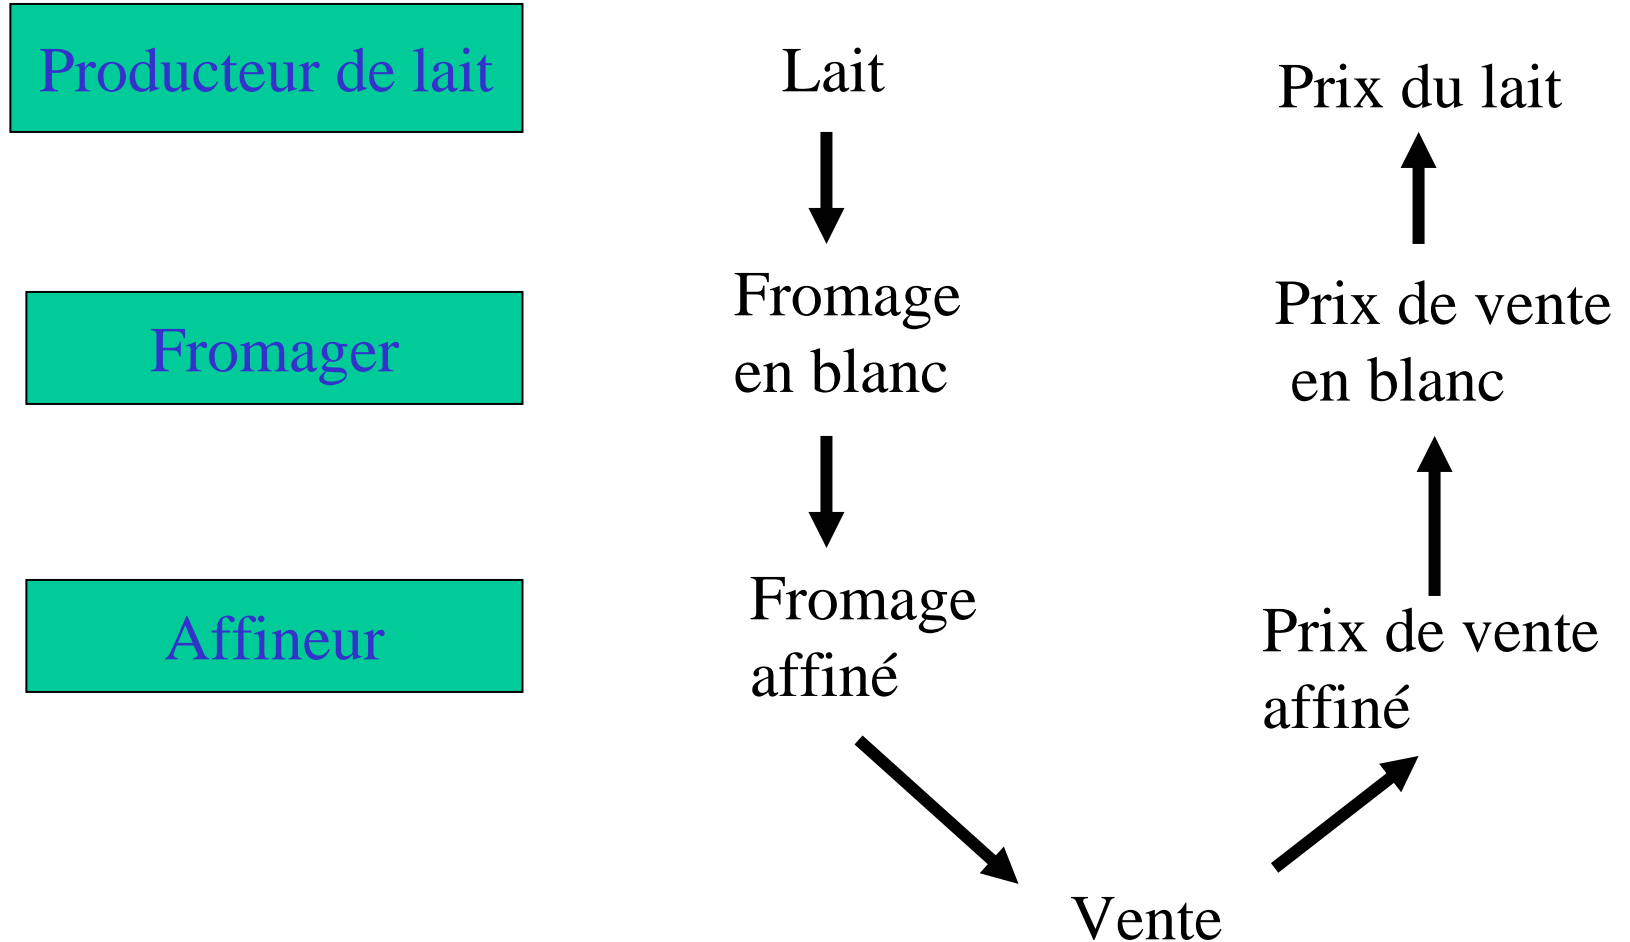 Producteur de lait
Lait
Prix du lait
Fromager
Fromage
en blanc
Prix de vente
en blanc
Affineur
Fromage
affiné
Prix de vente
affiné
Vente